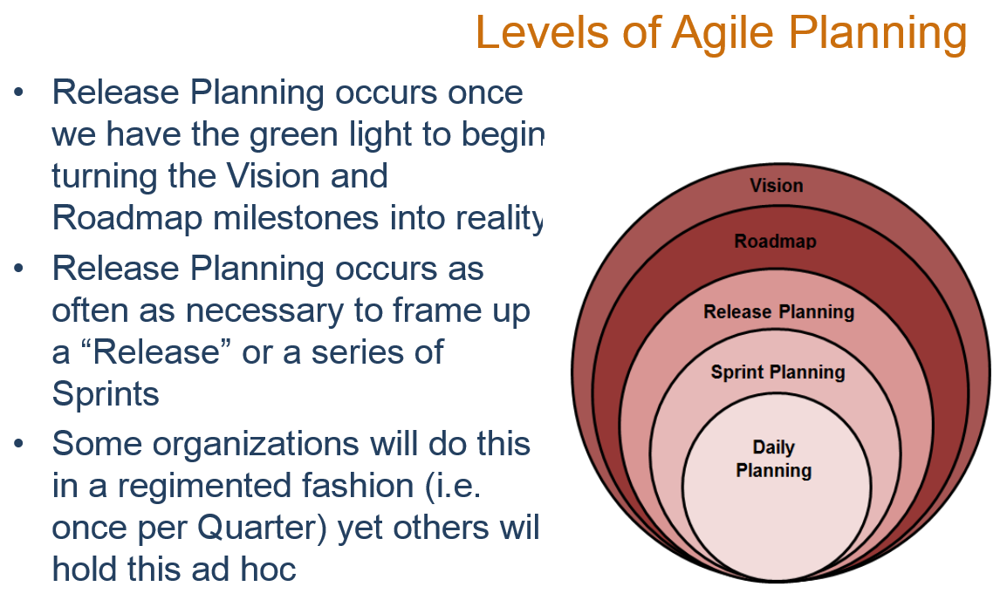 Levels of Agile Planning
• Release Planning occurs once
we have the green light to begin
turning the Vision and
Roadmap milestones into reality
• Release Planning occurs as
often as necessary to frame up
a “Release” or a series of
Sprints
• Some organizations will do this
in a regimented fashion (i.e.
once per Quarter) yet others wil
hold this ad hoc
Vision
Roadmap
Release Planning
Sprint Planning
Daily
Planning